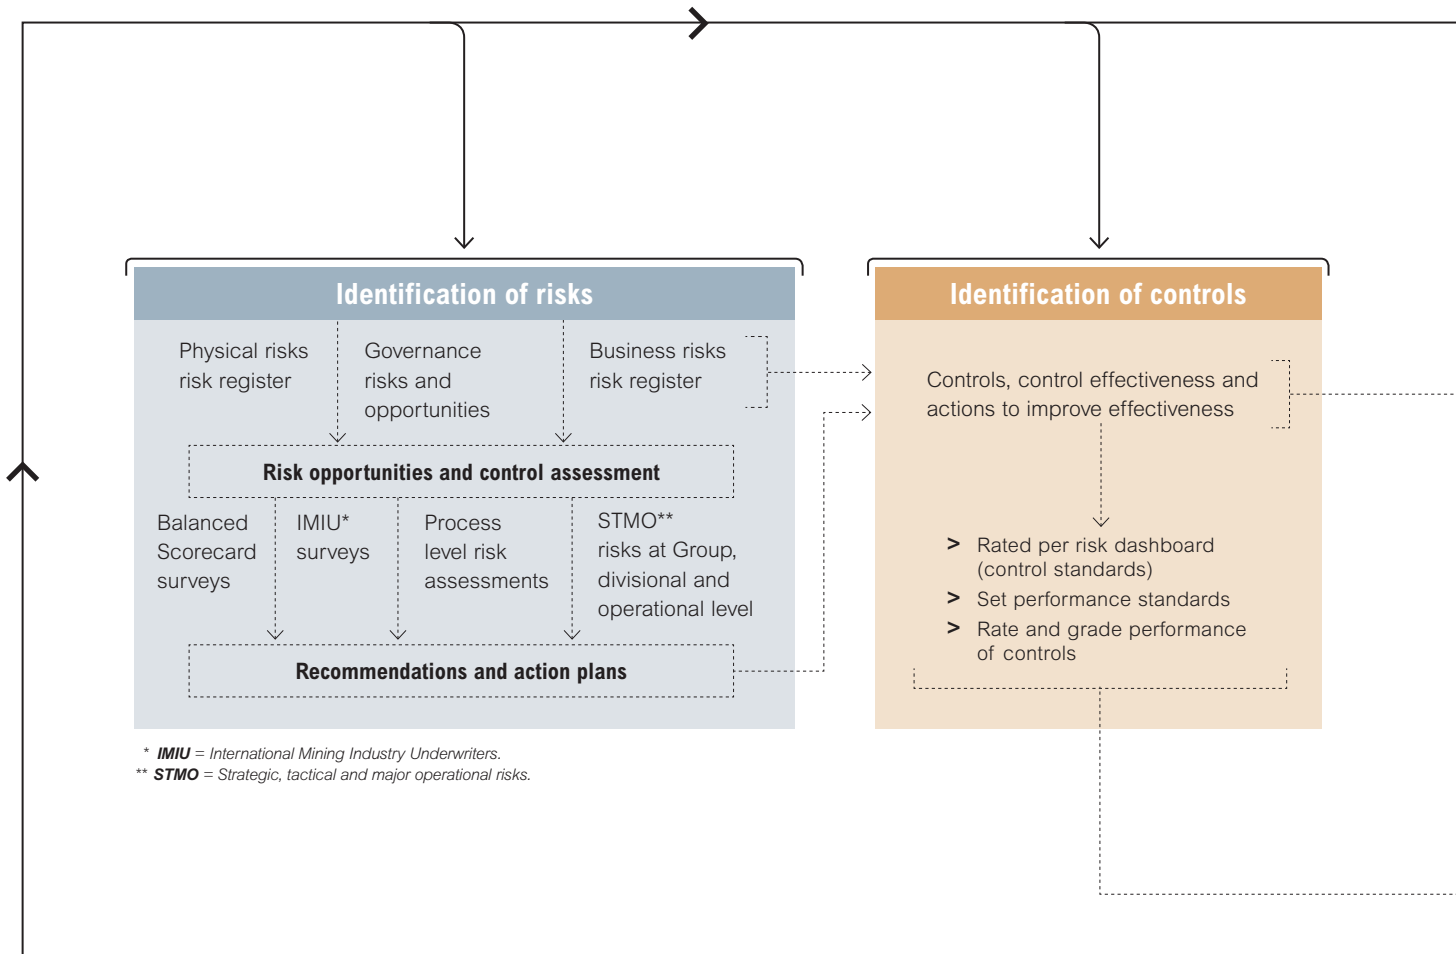 Identification of risks
Physical risks
risk register
Governance
risks and
opportunities
Business risks
risk register
Risk opportunities and control assessment
Balanced
Scorecard
surveys
IMIU*
surveys
Process
level risk
assessments
STMO**
risks at Group,
divisional and
operational level
Recommendations and action plans
* IMIU = International Mining Industry Underwriters.
** STMO = Strategic, tactical and major operational risks.
Identification of controls
Controls, control effectiveness and
actions to improve effectiveness
> Rated per risk dashboard
(control standards)
> Set performance standards
> Rate and grade performance
of controls